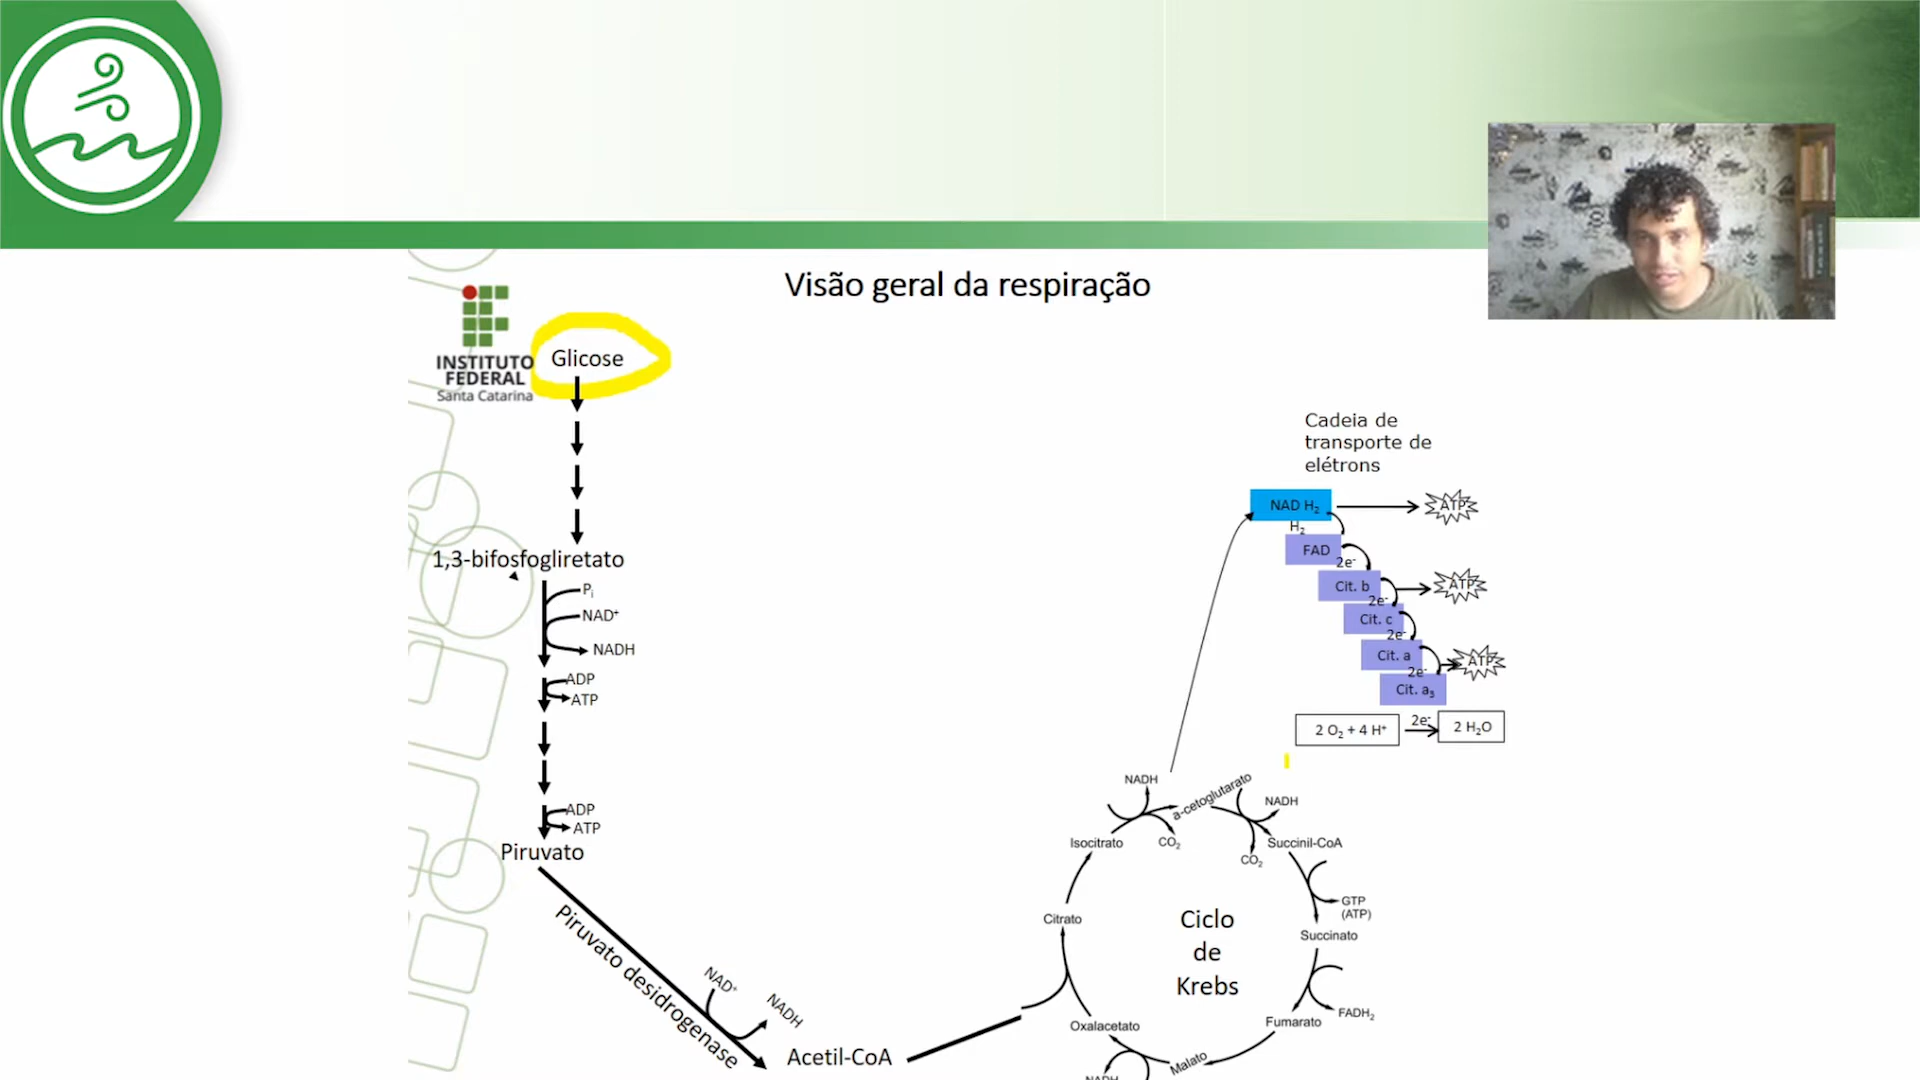 Visão geral da respiração
INSTITUTO
FEDERAL
Santa Catarina
Glicose
1,3-bifosfogliretato
Pi
NAD⁺
NADH
ADP
ATP
ADP
ATP
Piruvato
Piruvato desidrogenase
NAD⁺
NADH
Acetil-CoA
Cadeia de
transporte de
elétrons
NAD H₂
ATP
H₂
FAD
2e⁻
Cit. b
ATP
2e⁻
Cit. c
2e⁻
Cit. a
ATP
2e⁻
Cit. a₃
2 O₂ + 4 H⁺
2e⁻
2 H₂O
NADH
a-cetoglutarato
NADH
Isocitrato
CO₂
CO₂
Succinil-CoA
GTP
(ATP)
Citrato
Ciclo
de
Krebs
Succinato
FADH₂
Oxalacetato
Fumarato
Malato
NADH